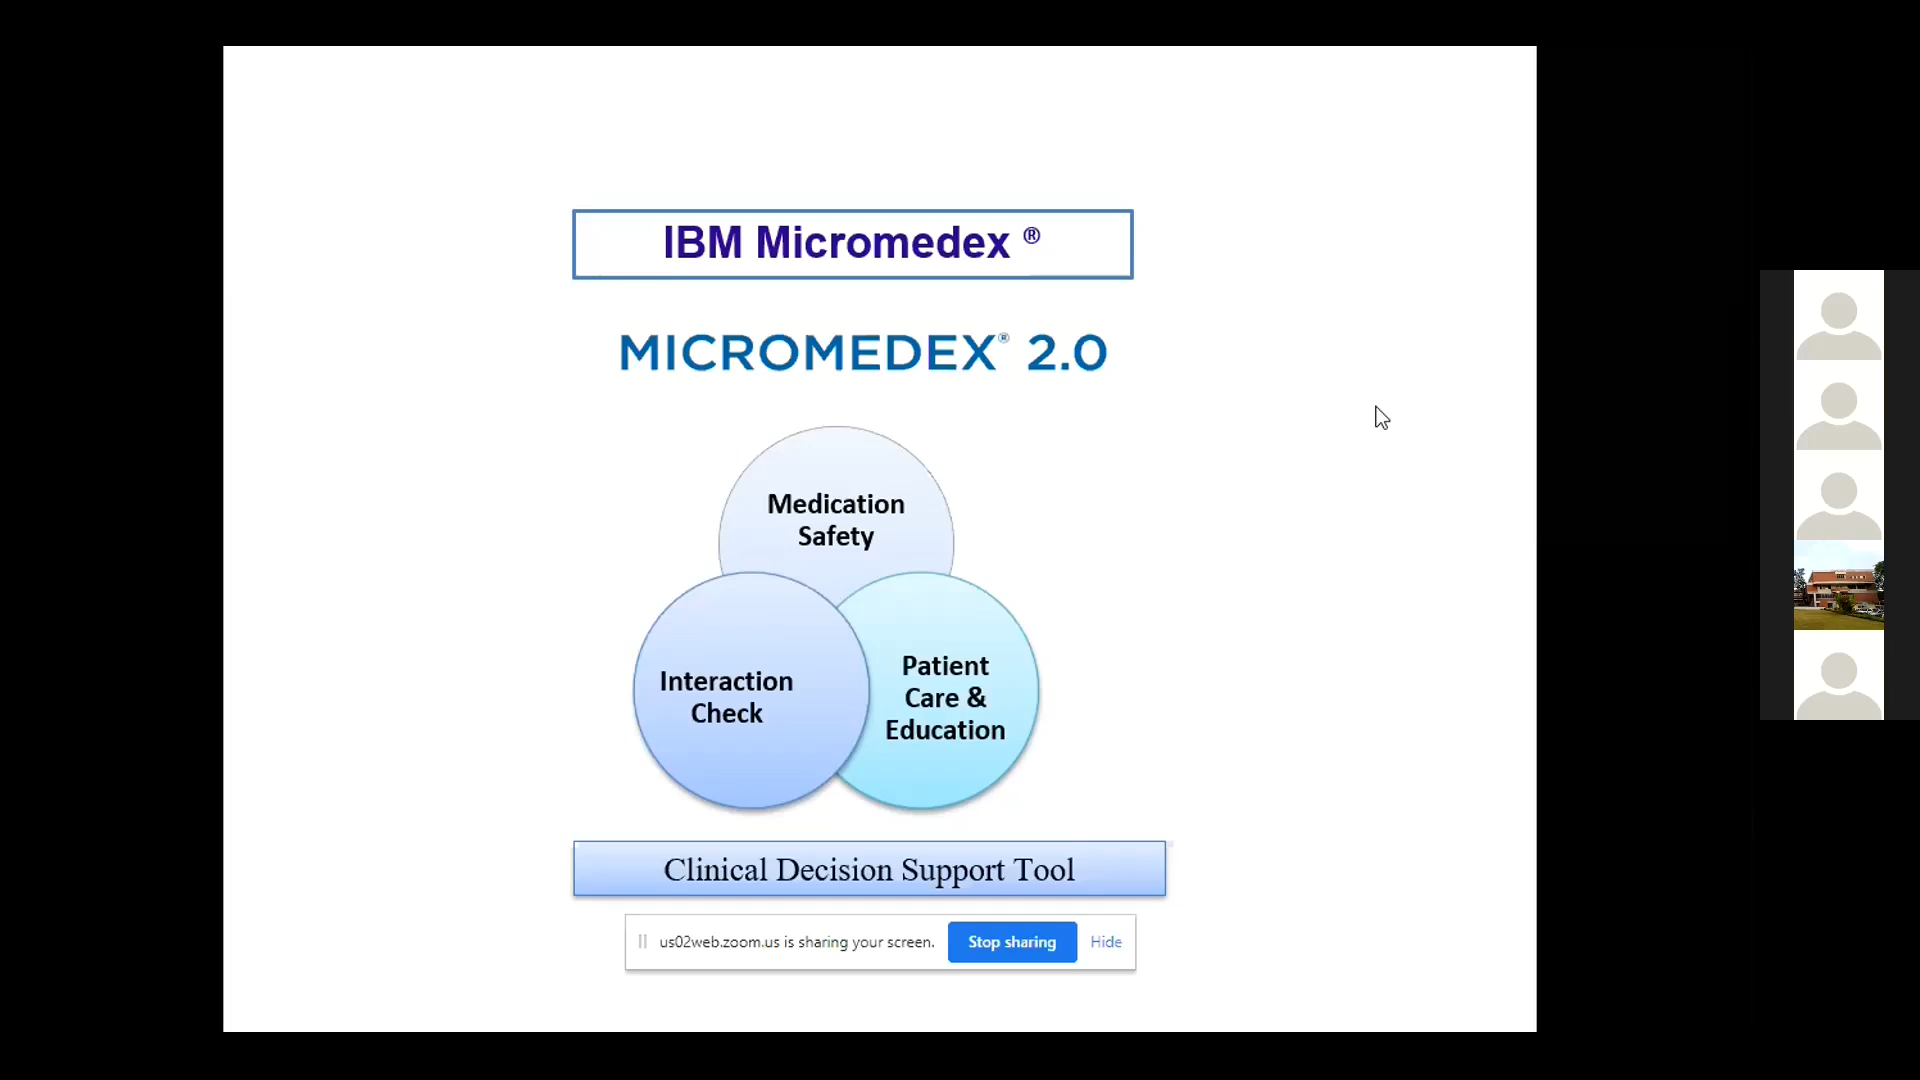 IBM Micromedex ®
MICROMEDEX® 2.0
Medication
Safety
Interaction
Check
Patient
Care &
Education
Clinical Decision Support Tool
us02web.zoom.us is sharing your screen. Stop sharing Hide